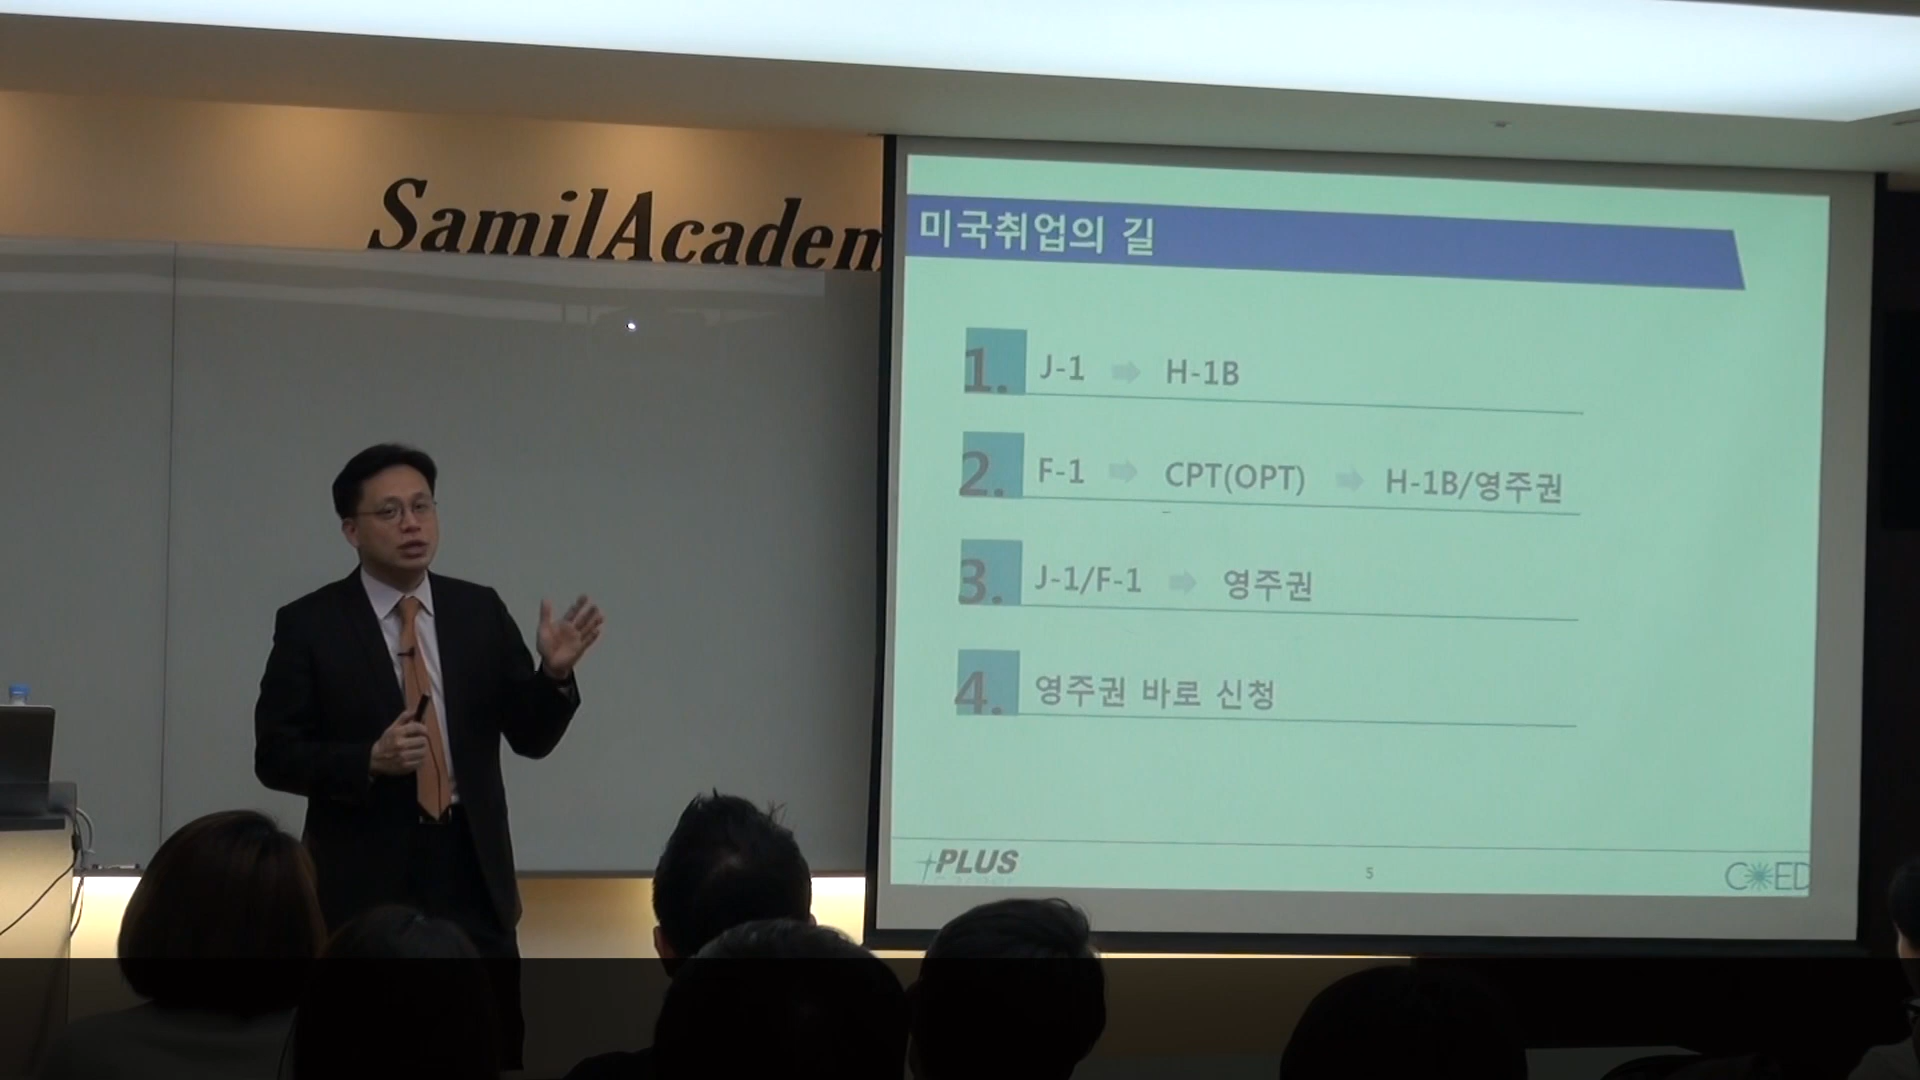 SamilAcadem
미국취업의 길
1. J-1 H-1B
2. F-1 CPT(OPT) H-1B/영주권
3. J-1/F-1 영주권
4. 영주권 바로 신청
PLUS
5